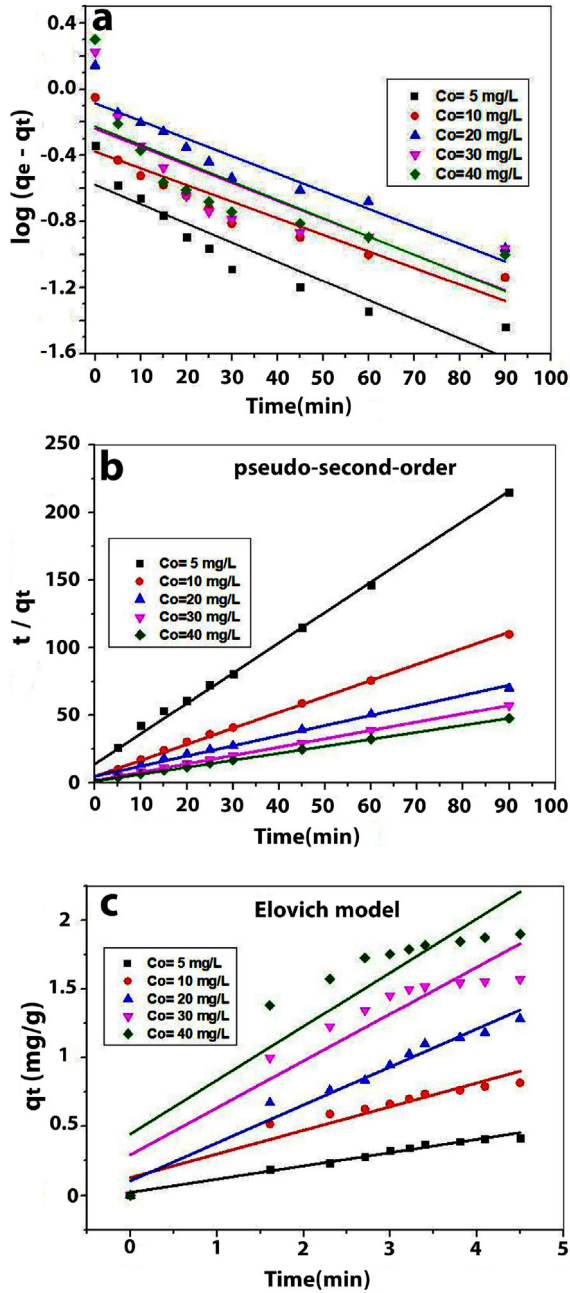 a
0.4
0.0
-0.4
-0.8
-1.2
-1.6
log (qe - qt)
Co= 5 mg/L
Co=10 mg/L
Co=20 mg/L
Co=30 mg/L
Co=40 mg/L
0 10 20 30 40 50 60 70 80 90 100
Time(min)
b
pseudo-second-order
250
200
150
100
50
0
t / qt
Co= 5 mg/L
Co=10 mg/L
Co=20 mg/L
Co=30 mg/L
Co=40 mg/L
0 10 20 30 40 50 60 70 80 90 100
Time(min)
c
Elovich model
2
1.5
1
0.5
0
qt (mg/g)
Co= 5 mg/L
Co= 10 mg/L
Co= 20 mg/L
Co= 30 mg/L
Co= 40 mg/L
0 1 2 3 4 5
Time(min)